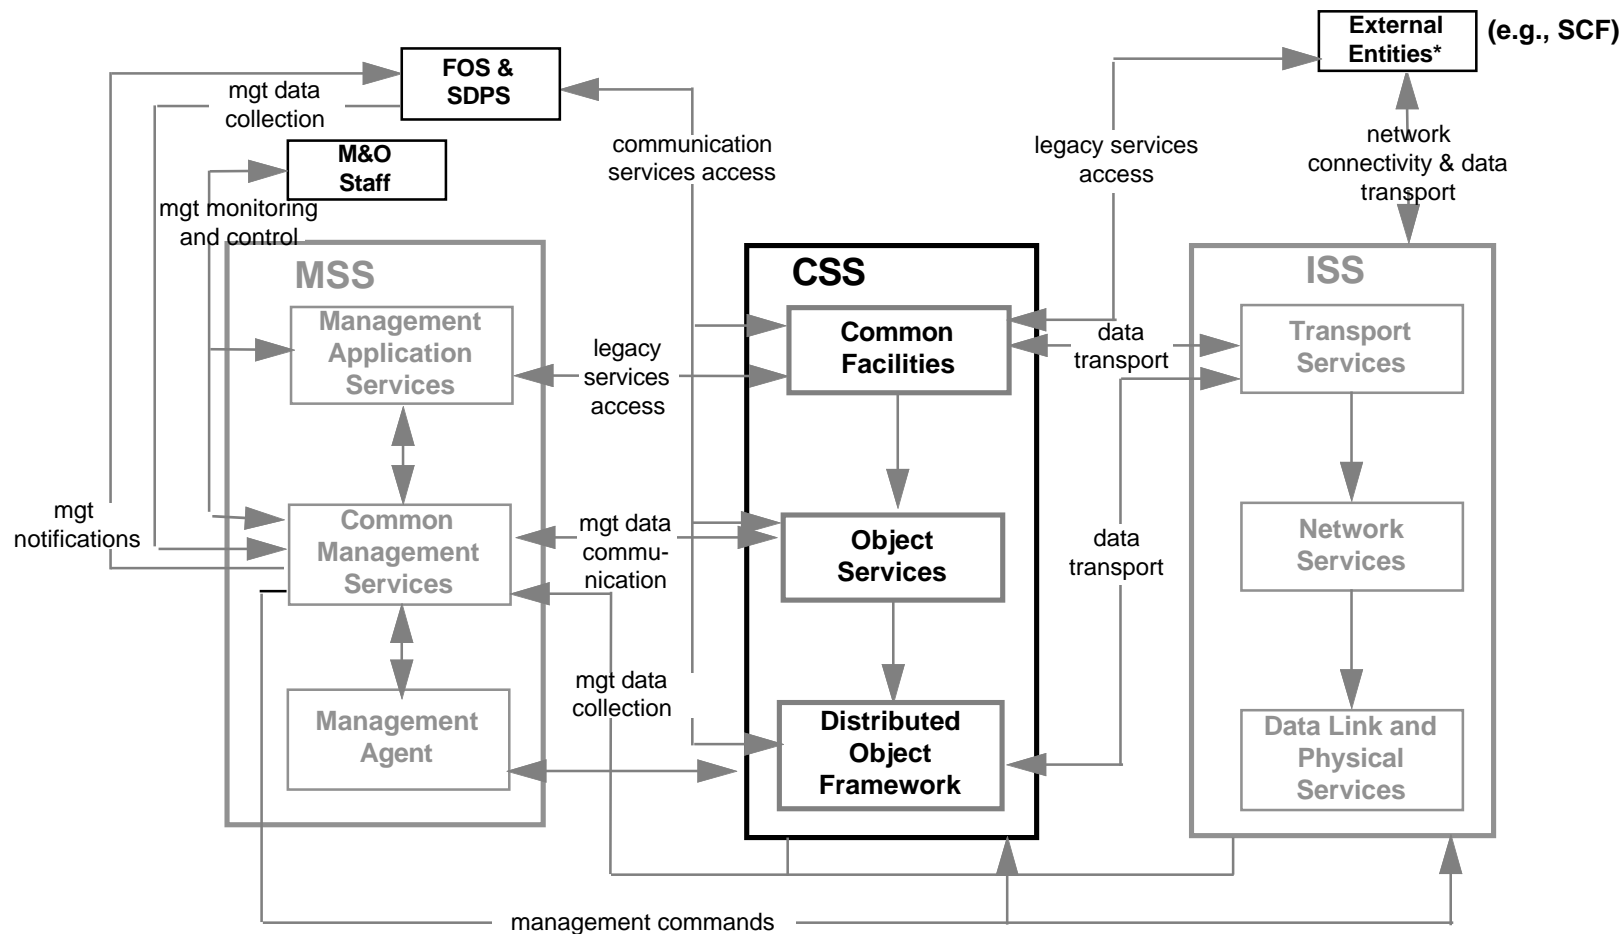 External
Entities*
(e.g., SCF)
FOS &
SDPS
mgt data
collection
M&O
Staff
communication
services access
legacy services
access
network
connectivity & data
transport
mgt monitoring
and control
MSS
CSS
ISS
Management
Application
Services
legacy
services
access
Common
Facilities
data
transport
Transport
Services
mgt
notifications
Common
Management
Services
mgt data
commu-
nication
Object
Services
data
transport
Network
Services
Management
Agent
mgt data
collection
Distributed
Object
Framework
Data Link and
Physical
Services
management commands